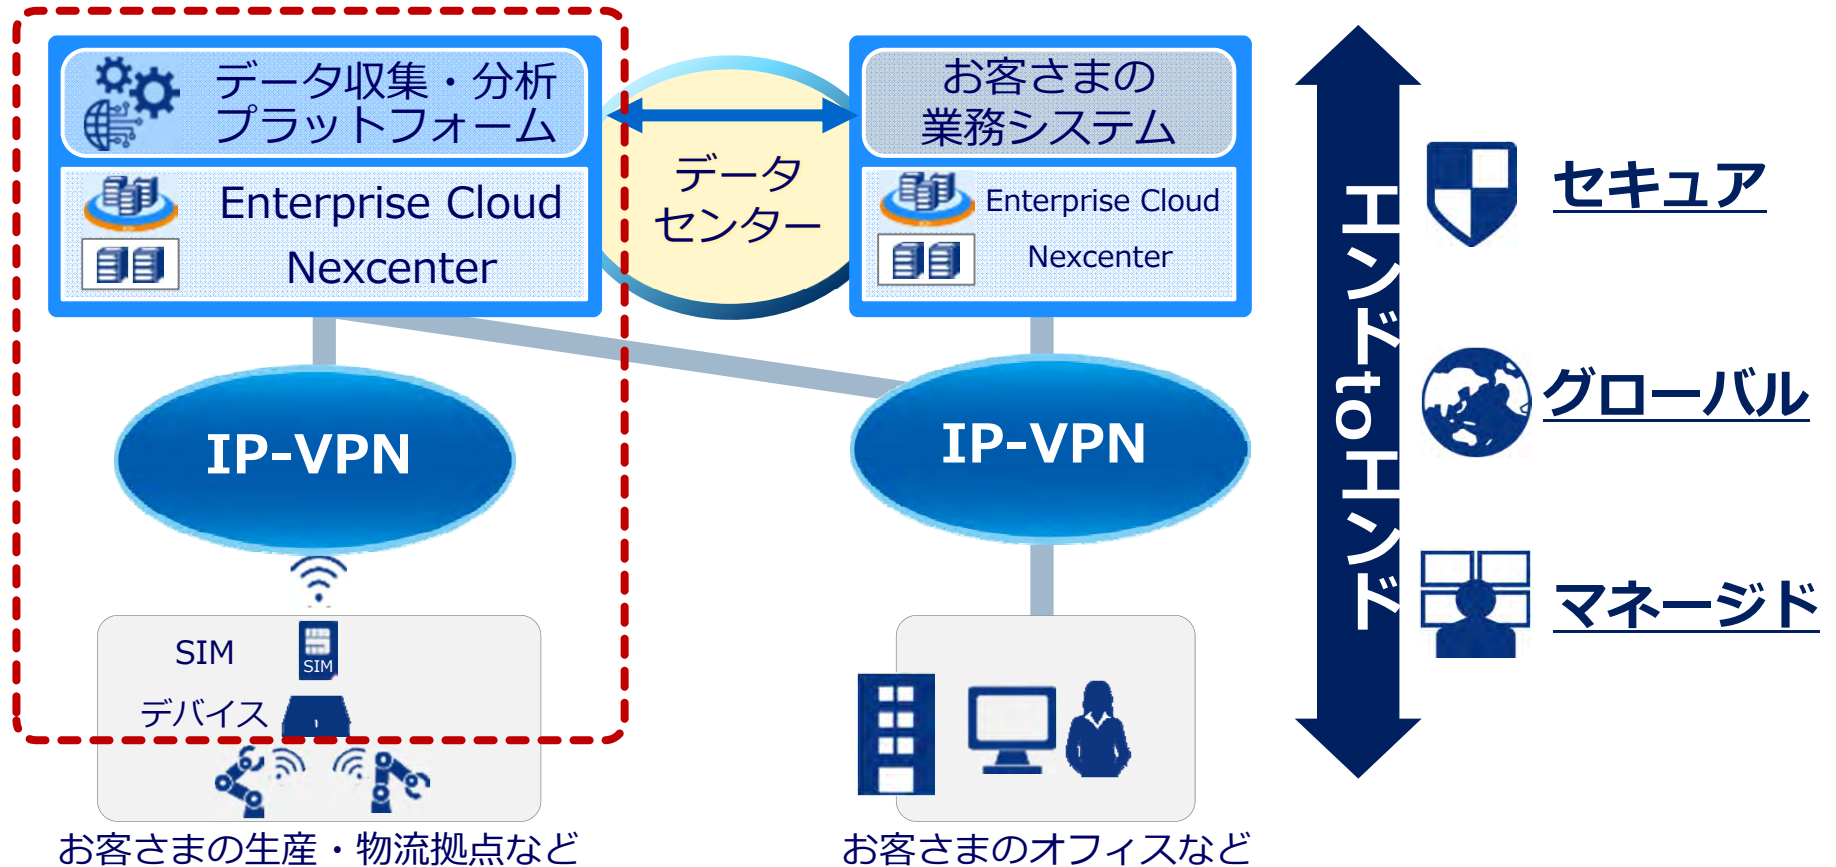 データ収集・分析
プラットフォーム
Enterprise Cloud
Nexcenter
データ
センター
お客さまの
業務システム
Enterprise Cloud
Nexcenter
IP-VPN
IP-VPN
SIM
SIM
デバイス
お客さまの生産・物流拠点など
お客さまのオフィスなど
エンドtoエンド
セキュア
グローバル
マネージド